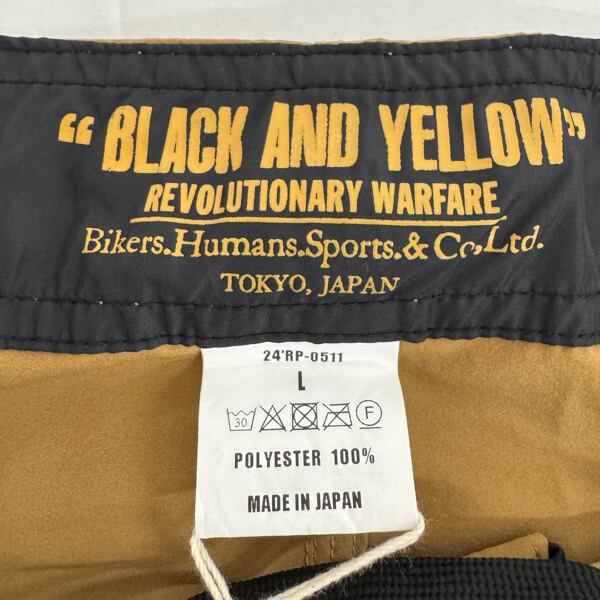 “BLACK AND YELLOW”
REVOLUTIONARY WARFARE
Bikers.Humans.Sports.& Co,Ltd.
TOKYO, JAPAN
24'RP-0511
L
30 F
POLYESTER 100%
MADE IN JAPAN